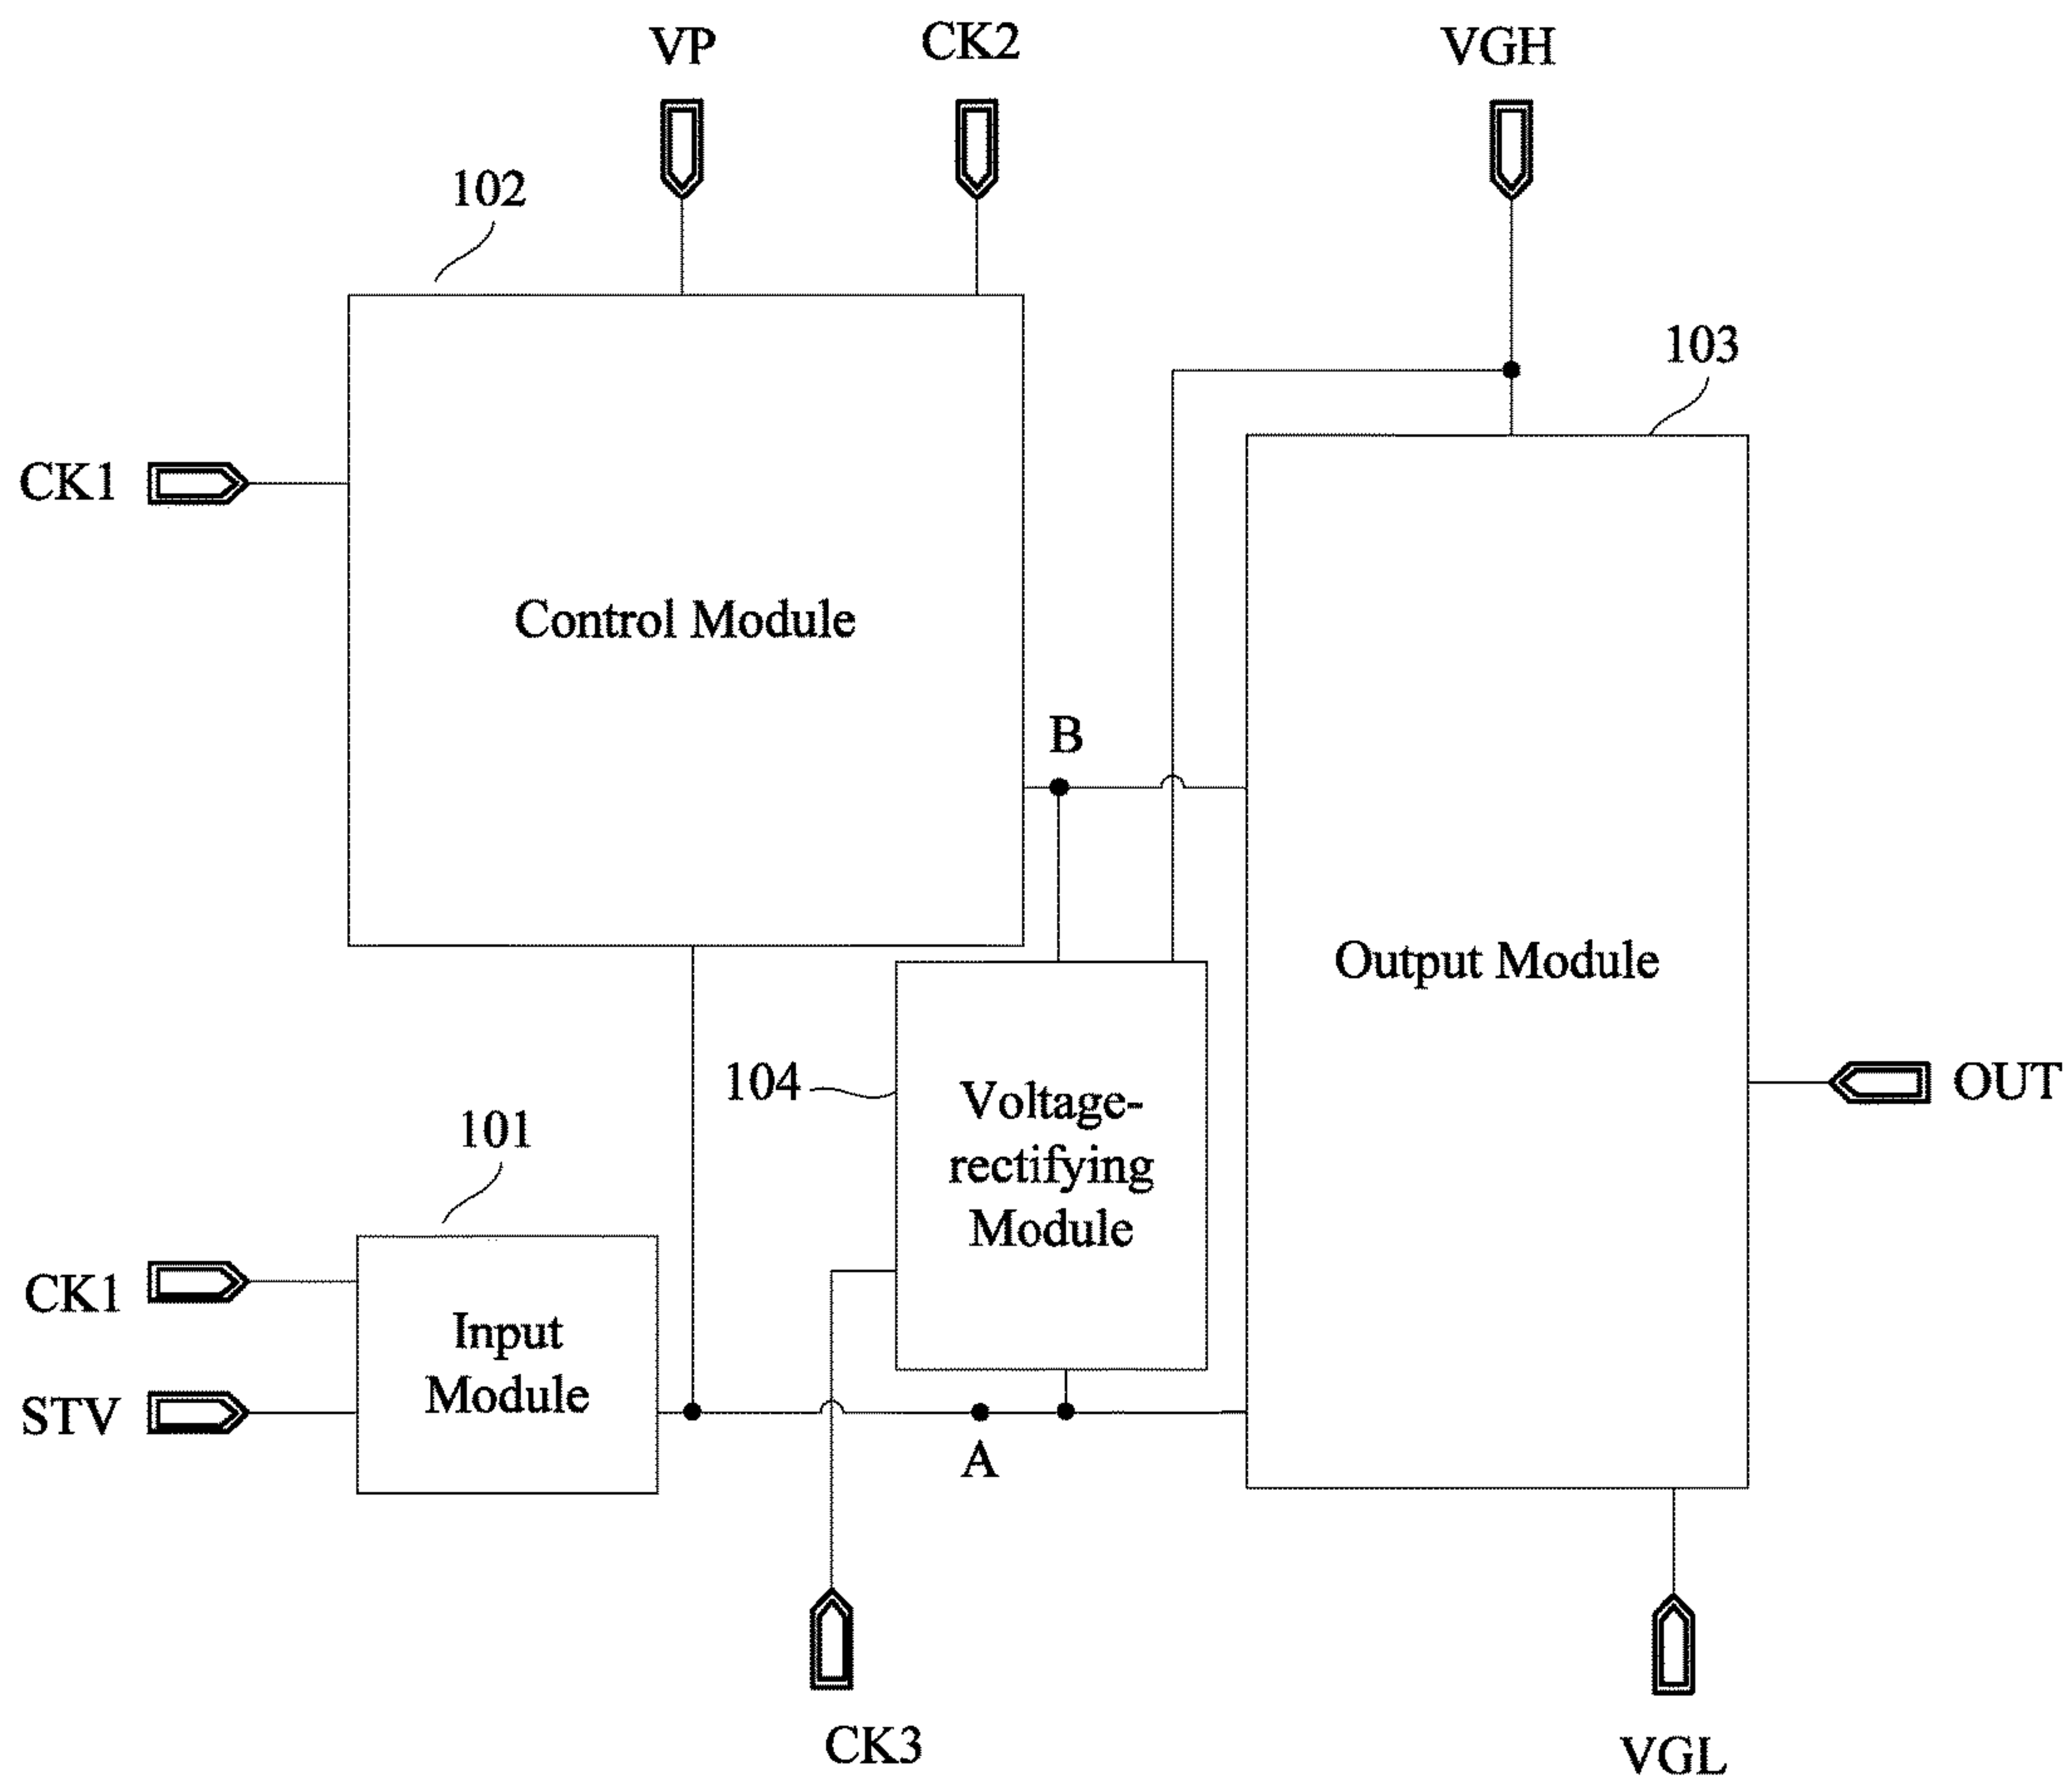 VP
CK2
VGH
102
103
CK1
Control Module
B
Output Module
104
Voltage-
rectifying
Module
OUT
101
CK1
Input
Module
STV
A
CK3
VGL